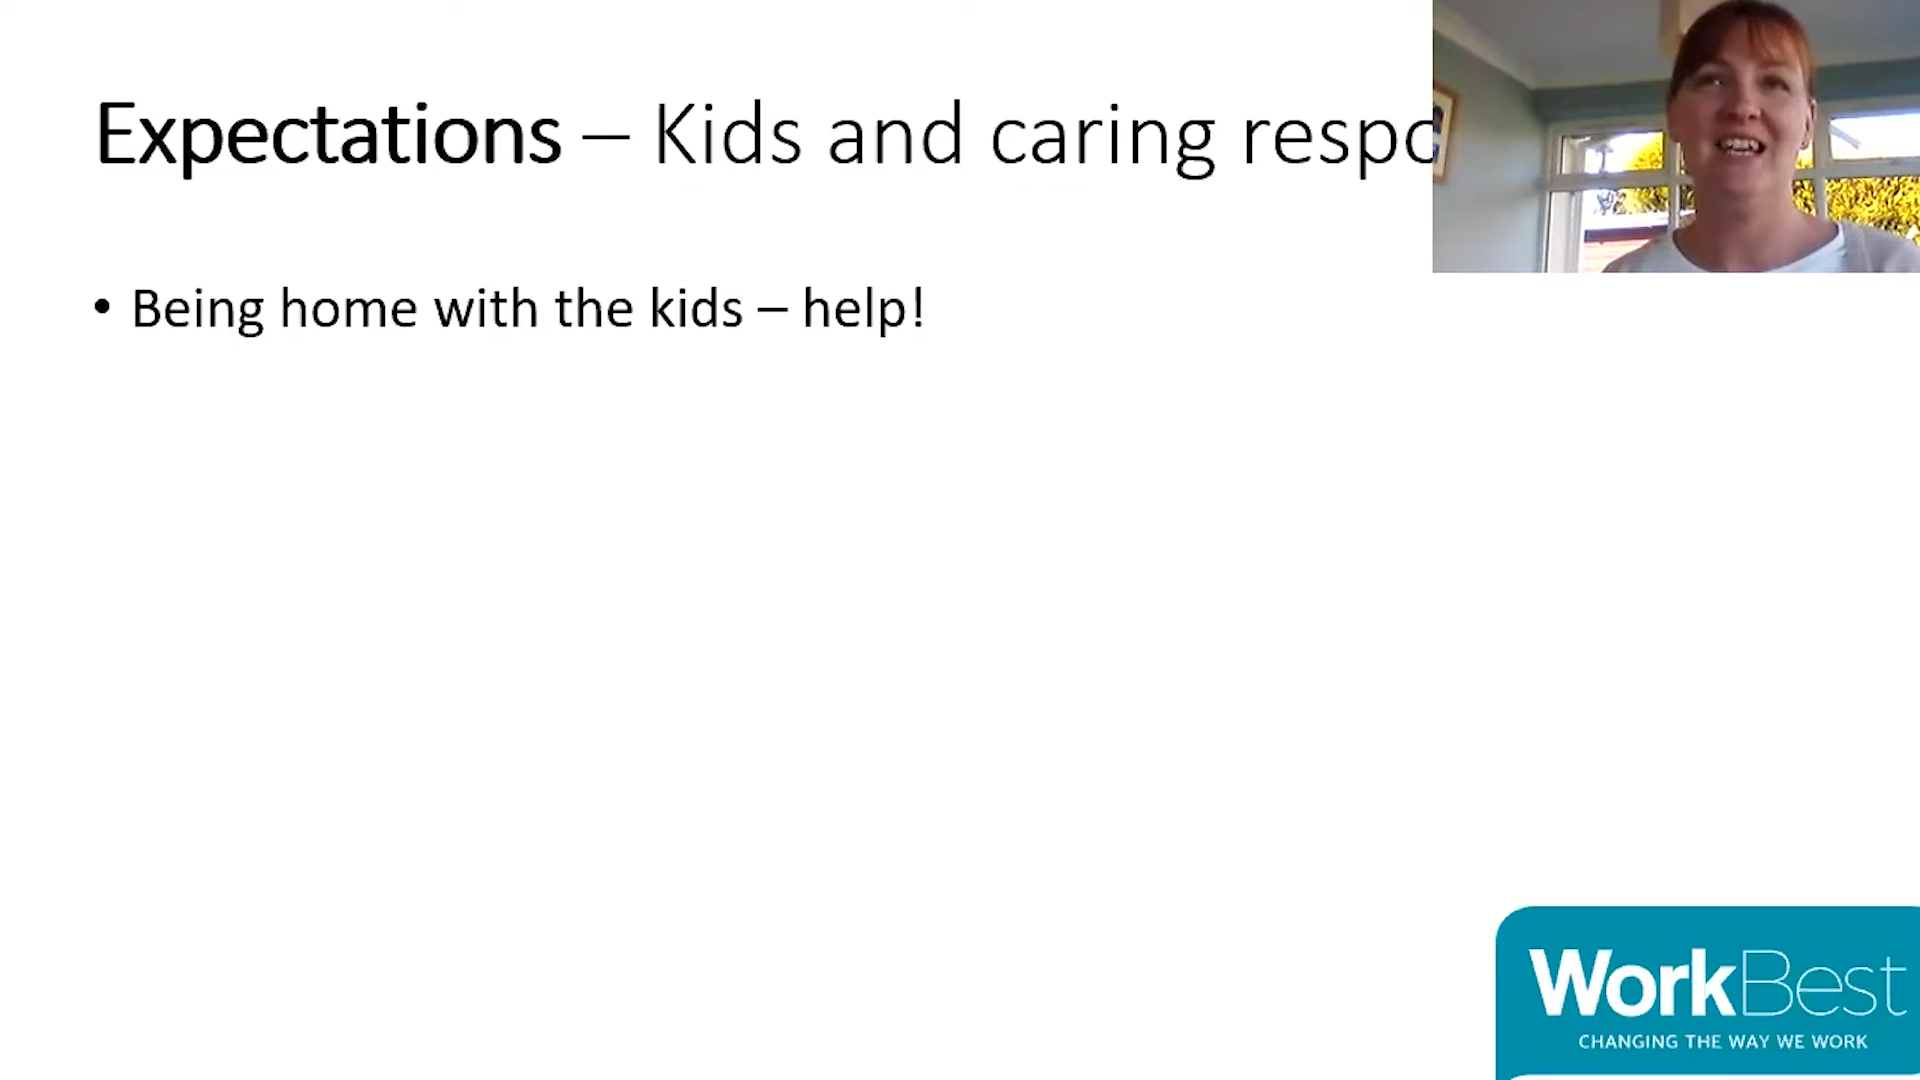 Expectations – Kids and caring respo
• Being home with the kids – help!
WorkBest
CHANGING THE WAY WE WORK